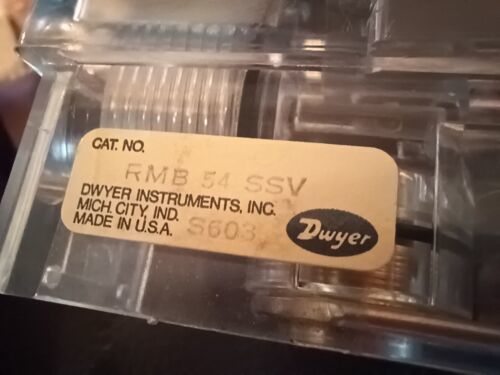 CAT. NO.
RMB 54 SSV
DWYER INSTRUMENTS, INC.
MICH. CITY, IND.
MADE IN U.S.A. S603
Dwyer